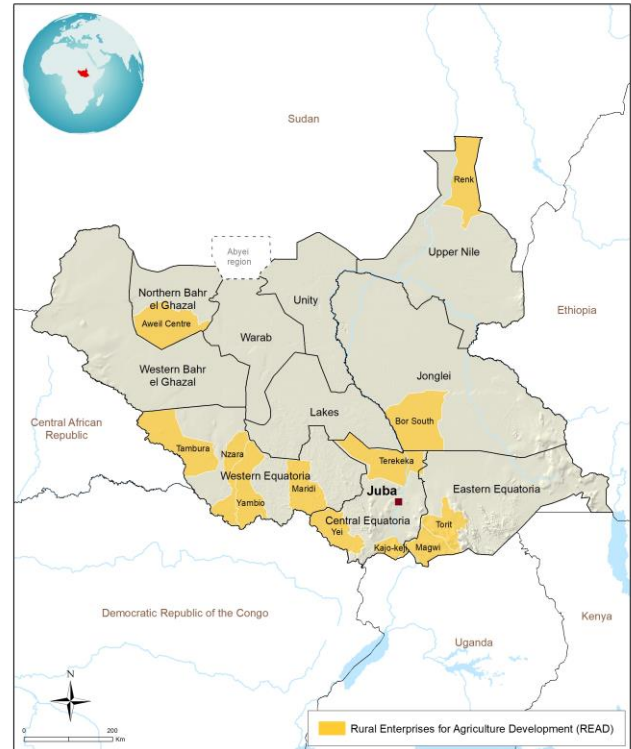 Sudan
Renk
Upper Nile
Abyei
region
Northern Bahr
el Ghazal
Unity
Ethiopia
Aweil Centre
Warab
Western Bahr
el Ghazal
Jonglei
Lakes
Bor South
Central African
Republic
Tambura
Nzara
Terekeka
Western Equatoria
Maridi
Juba
Eastern Equatoria
Yambio
Central Equatoria
Yei
Torit
Kajo-keji
Magwi
Democratic Republic of the Congo
Kenya
Uganda
N
0 200
Km
Rural Enterprises for Agriculture Development (READ)